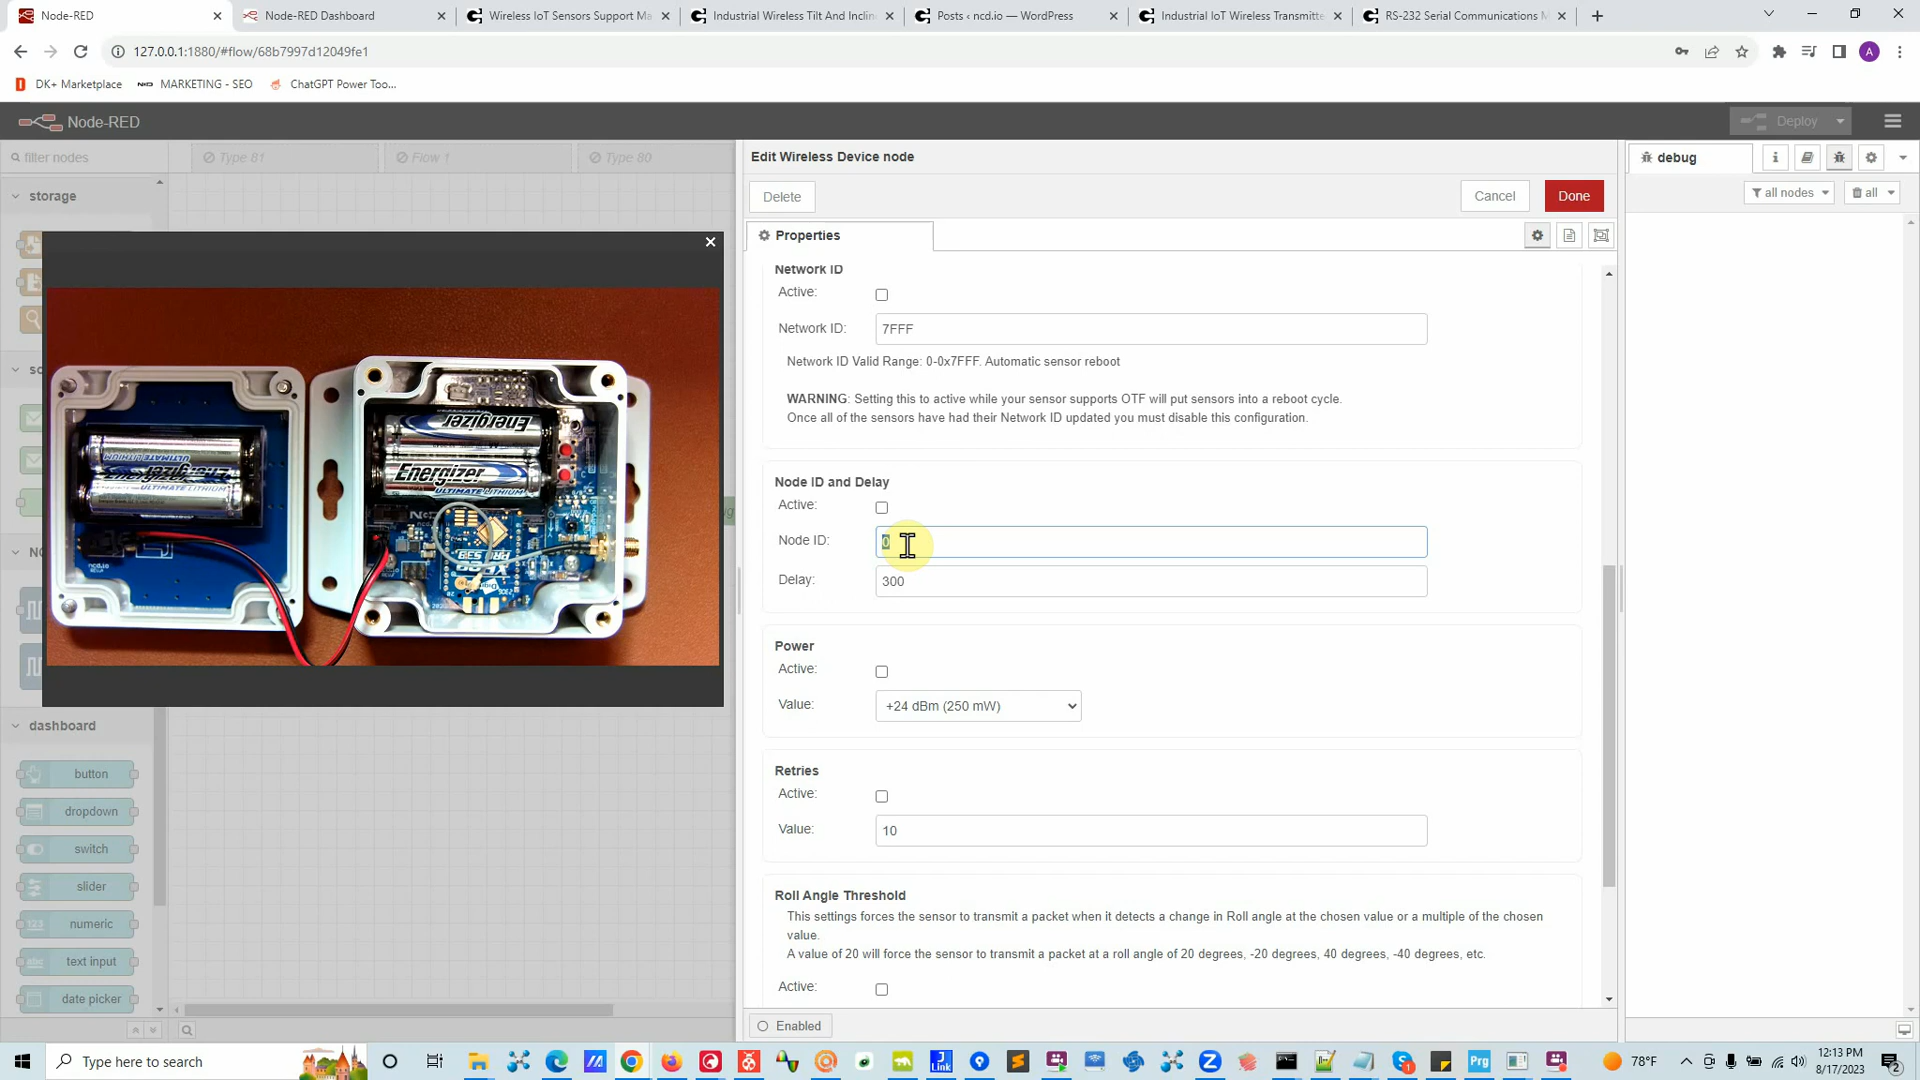 Node-RED
Node-RED Dashboard
Wireless IoT Sensors Support Ma
Industrial Wireless Tilt And Inclin
Posts ‹ ncd.io — WordPress
Industrial IoT Wireless Transmitte
RS-232 Serial Communications M
127.0.0.1:1880/#flow/68b7997d12049fe1
A
DK+ Marketplace
MARKETING - SEO
ChatGPT Power Too...
Node-RED
Deploy
filter nodes
Type 81
Flow 1
Type 80
Edit Wireless Device node
debug
Delete
Cancel
Done
all nodes
all
storage
Properties
Network ID
Active:
Network ID:
7FFF
Network ID Valid Range: 0-0x7FFF. Automatic sensor reboot
WARNING: Setting this to active while your sensor supports OTF will put sensors into a reboot cycle.
Once all of the sensors have had their Network ID updated you must disable this configuration.
Energizer
Energizer
ULTIMATE LITHIUM
Node ID and Delay
Active:
Node ID:
0
Delay:
300
Power
Active:
Value:
+24 dBm (250 mW)
dashboard
button
dropdown
switch
slider
numeric
text input
date picker
Retries
Active:
Value:
10
Roll Angle Threshold
This settings forces the sensor to transmit a packet when it detects a change in Roll angle at the chosen value or a multiple of the chosen
value.
A value of 20 will force the sensor to transmit a packet at a roll angle of 20 degrees, -20 degrees, 40 degrees, -40 degrees, etc.
Active:
Enabled
Type here to search
78°F
12:13 PM
8/17/2023